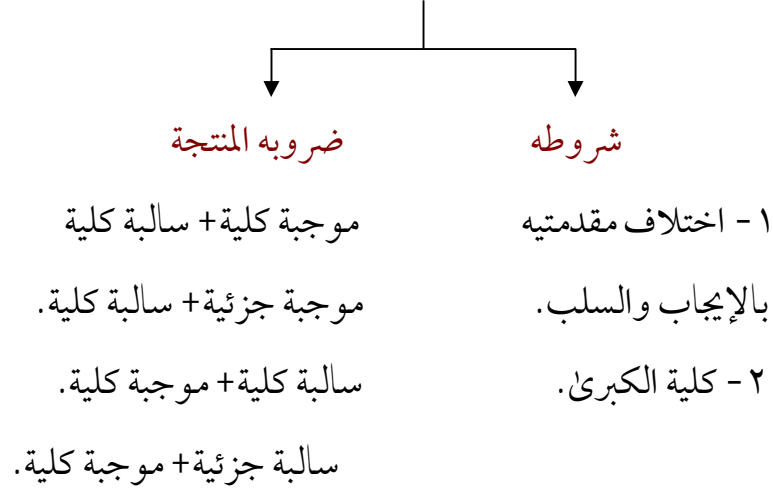 شروطه
ضروبه المنتجة
١ - اختلاف مقدمتيه
موجبة كلية+ سالبة كلية
بالإيجاب والسلب.
موجبة جزئية+ سالبة كلية.
٢ - كلية الكبرىٰ.
سالبة كلية+ موجبة كلية.
سالبة جزئية+ موجبة كلية.